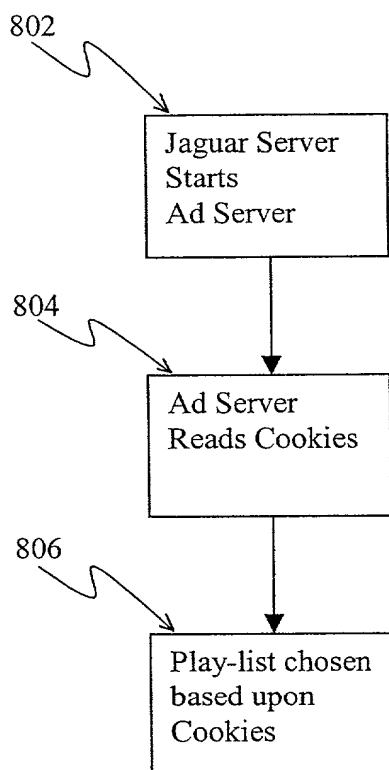 802
Jaguar Server
Starts
Ad Server
804
Ad Server
Reads Cookies
806
Play-list chosen
based upon
Cookies